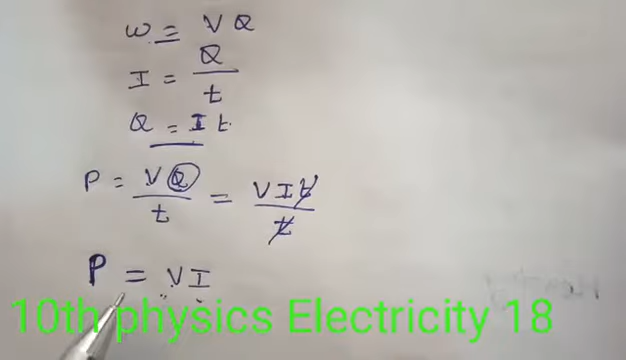 W = VQ
I = Q/t
Q = It.
P = VQ/t = VIt/t
P = VI
10th physics Electricity 18